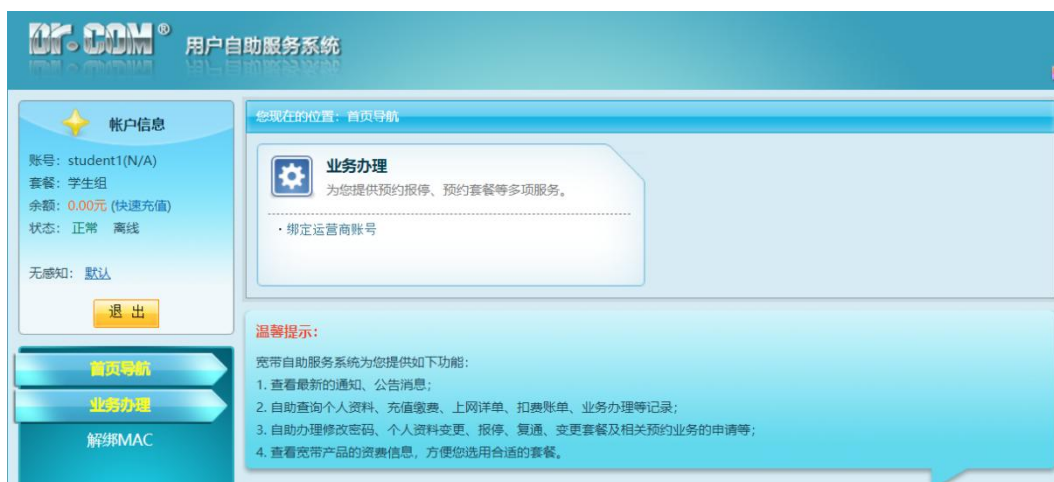 Dr.COM® 用户自助服务系统
帐户信息
账号：student1(N/A)
套餐：学生组
余额：0.00元 (快速充值)
状态： 正常 离线
无感知： 默认
退 出
首页导航
业务办理
解绑MAC
您现在的位置：首页导航
业务办理
为您提供预约报停、预约套餐等多项服务。
· 绑定运营商账号
温馨提示：
宽带自助服务系统为您提供如下功能：
1. 查看最新的通知、公告消息；
2. 自助查询个人资料、充值缴费、上网详单、扣费账单、业务办理等记录；
3. 自助办理修改密码、个人资料变更、报停、复通、变更套餐及相关预约业务的申请等；
4. 查看宽带产品的资费信息，方便您选用合适的套餐。